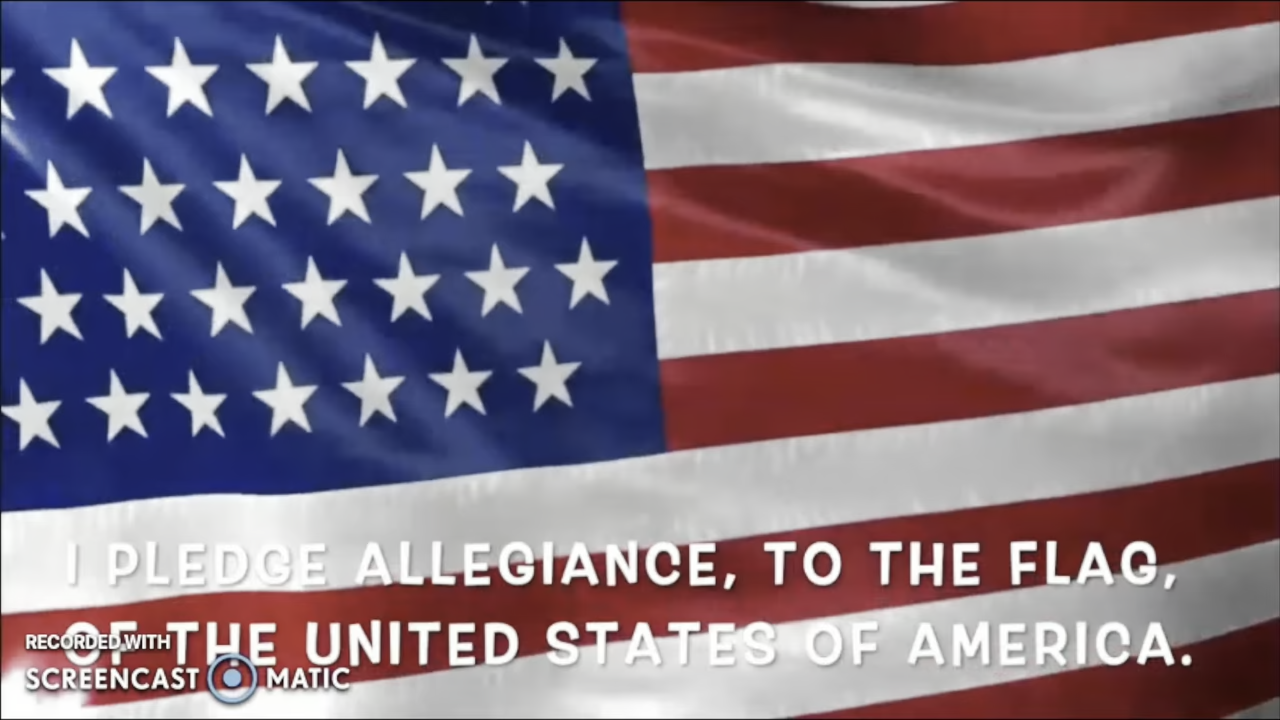 I PLEDGE ALLEGIANCE, TO THE FLAG,
OF THE UNITED STATES OF AMERICA.
RECORDED WITH
SCREENCAST MATIC